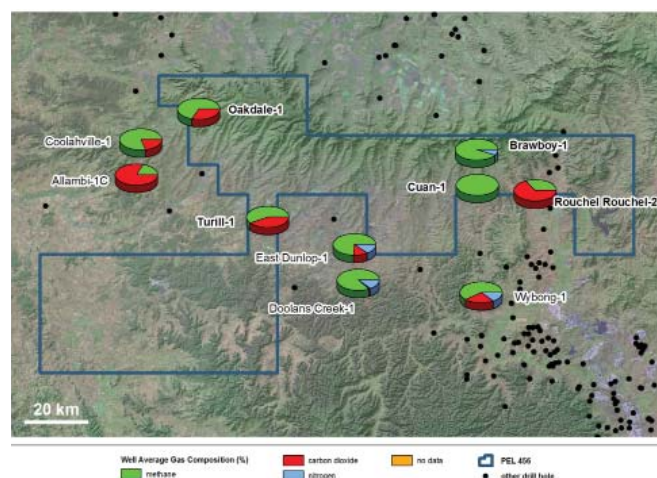 Oakdale-1
Coolahville-1
Brawboy-1
Allambi-1C
Cuan-1
Rouchel Rouchel-2
Turill-1
East Dunlop-1
Doolans Creek-1
Wybong-1
20 km
Well Average Gas Composition (%)
carbon dioxide
no data
PEL 456
methane
nitrogen
other drill hole